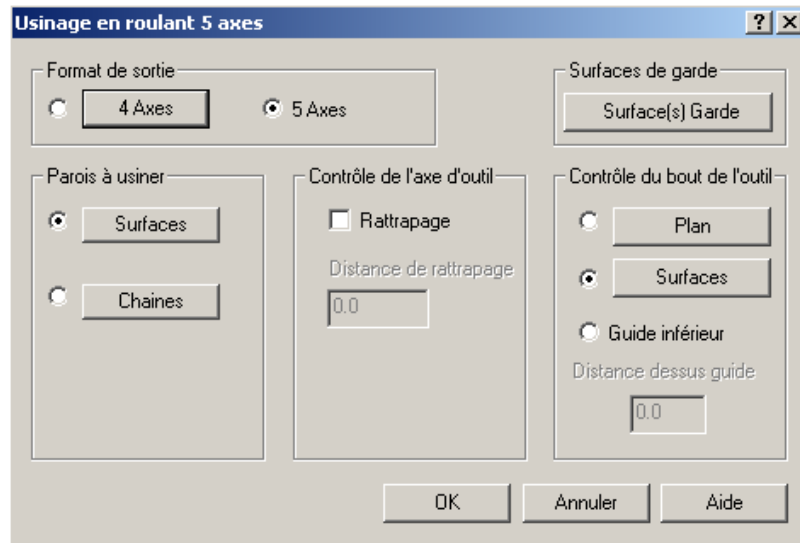 Usinage en roulant 5 axes
Format de sortie
4 Axes
5 Axes
Surfaces de garde
Surface(s) Garde
Parois à usiner
Surfaces
Chaines
Contrôle de l'axe d'outil
Rattrapage
Distance de rattrapage
0.0
Contrôle du bout de l'outil
Plan
Surfaces
Guide inférieur
Distance dessus guide
0.0
OK
Annuler
Aide